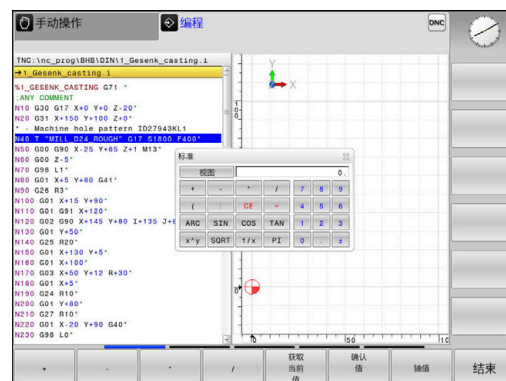 手动操作
编程
DNC
TNC:\nc_prog\BHB\DIN\1_Gesenk_casting.i
→1_Gesenk_casting.i
%1_GESENK_CASTING G71 *
;ANY COMMENT
N10 G30 G17 X+0 Y+0 Z-20*
N20 G31 X+150 Y+100 Z+0*
* - Machine hole pattern ID27943KL1
N40 T "MILL_D24_ROUGH" G17 S1800 F400*
N50 G00 G90 X-25 Y+65 Z+1 M13*
N60 G00 Z-5*
N70 G98 L1*
N80 G01 X+5 Y+80 G41*
N90 G26 R3*
N100 G01 X+15 Y+90*
N110 G01 G91 X+120*
N120 G02 G90 X+145 Y+80 I+135 J+8
N130 G01 Y+50*
N140 G25 R20*
N150 G01 X+130 Y+5*
N160 G01 X+100*
N170 G03 X+50 Y+12 R+30*
N180 G01 X+5*
N190 G24 R10*
N200 G01 Y+80*
N210 G27 R10*
N220 G01 X-20 Y+90 G40*
N230 G98 L0*
Y
X
100
0
0
50
10
标准
视图
0.
+ - * / 7 8 9
( ) CE = 4 5 6
ARC SIN COS TAN 1 2 3
x^y SQRT 1/x PI 0 . ±
+
-
*
/
获取
当前
值
确认
值
轴值
结束